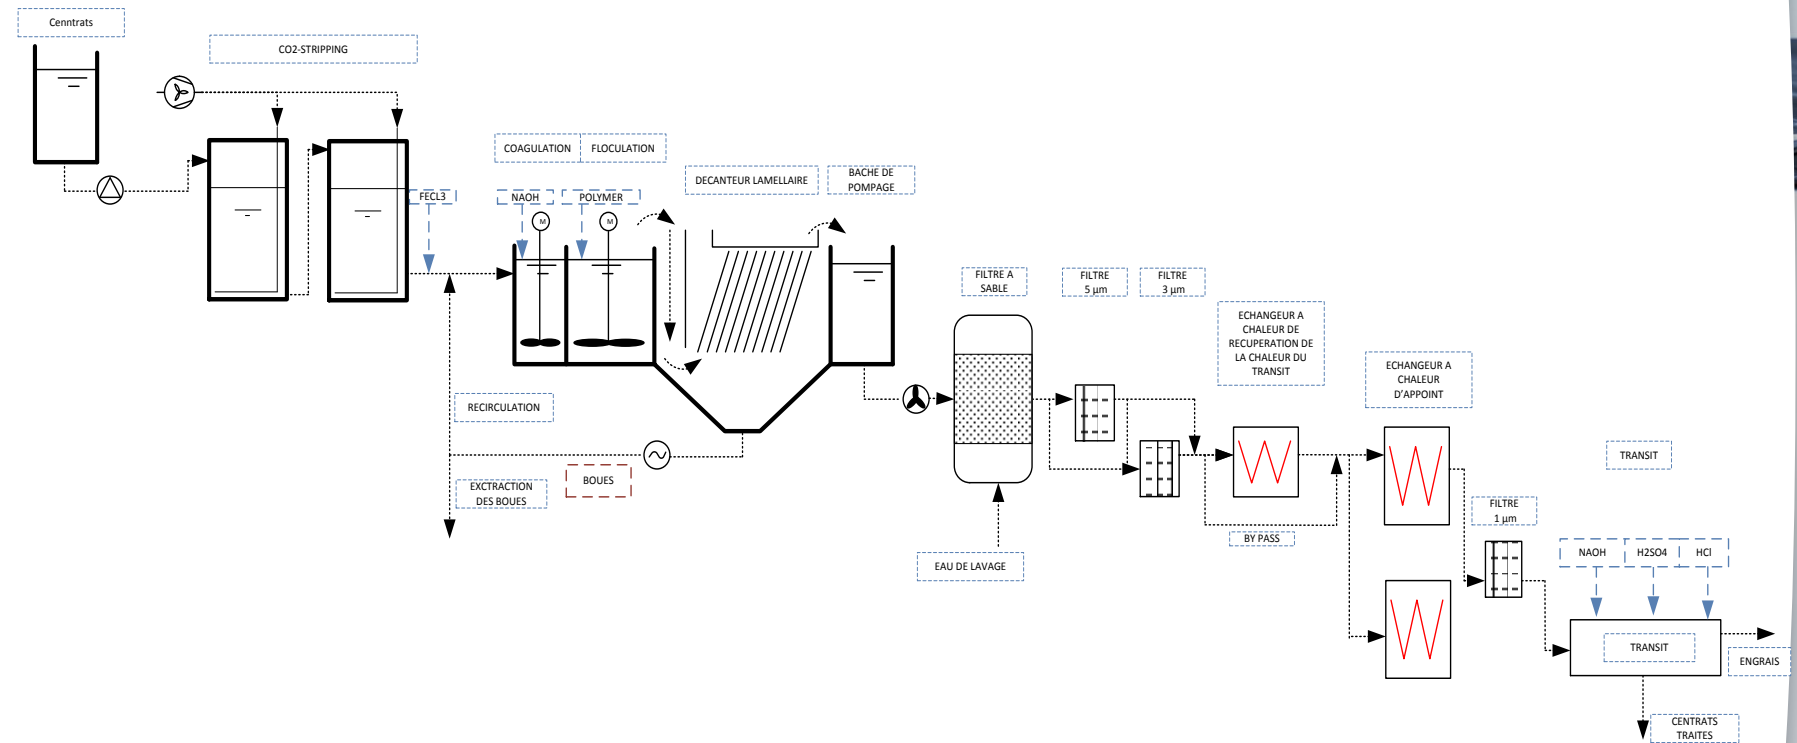 Cenntrats
CO2-STRIPPING
COAGULATION
FLOCULATION
DECANTEUR LAMELLAIRE
BACHE DE
POMPAGE
FECL3
NAOH
POLYMER
M
M
FILTRE A
SABLE
FILTRE
5 µm
FILTRE
3 µm
ECHANGEUR A
CHALEUR DE
RECUPERATION DE
LA CHALEUR DU
TRANSIT
ECHANGEUR A
CHALEUR
D'APPOINT
RECIRCULATION
BOUES
EXCTRACTION
DES BOUES
TRANSIT
FILTRE
1 µm
BY PASS
EAU DE LAVAGE
NAOH
H2SO4
HCl
TRANSIT
ENGRAIS
CENTRATS
TRAITES